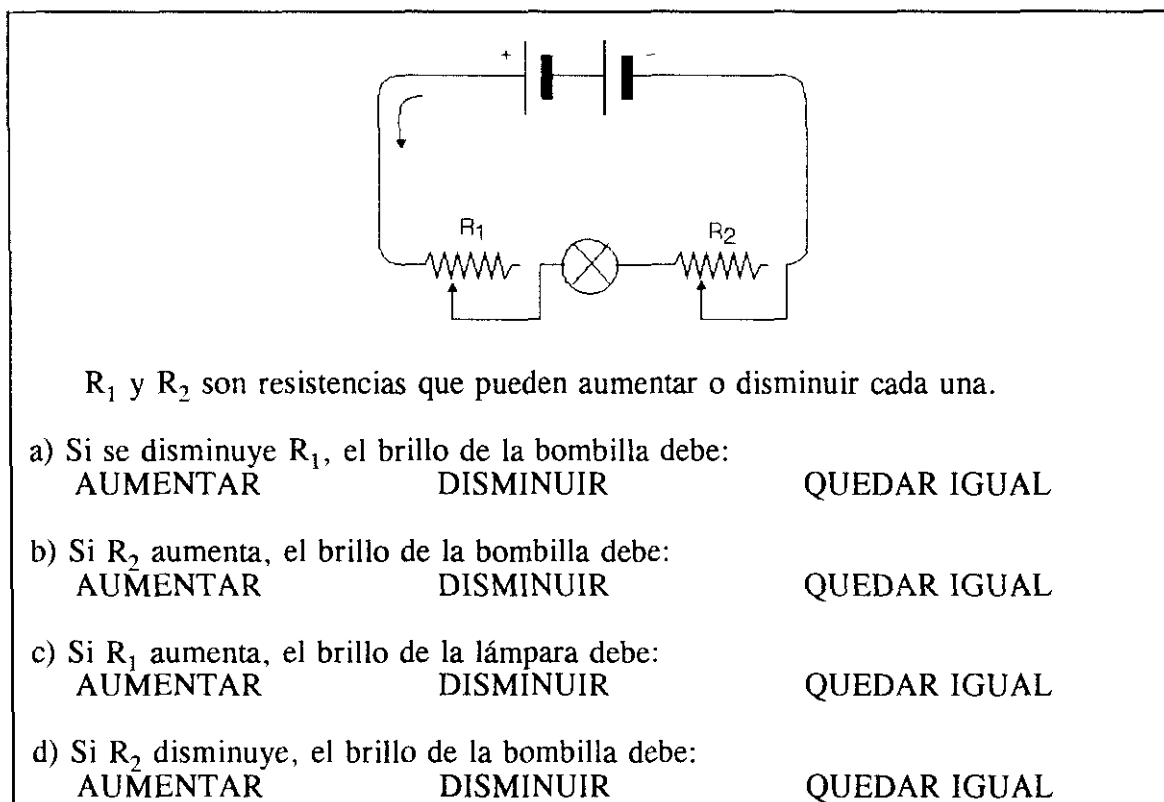 + -
R1 R2
R1 y R2 son resistencias que pueden aumentar o disminuir cada una.
a) Si se disminuye R1, el brillo de la bombilla debe:
AUMENTAR DISMINUIR QUEDAR IGUAL
b) Si R2 aumenta, el brillo de la bombilla debe:
AUMENTAR DISMINUIR QUEDAR IGUAL
c) Si R1 aumenta, el brillo de la lámpara debe:
AUMENTAR DISMINUIR QUEDAR IGUAL
d) Si R2 disminuye, el brillo de la bombilla debe:
AUMENTAR DISMINUIR QUEDAR IGUAL